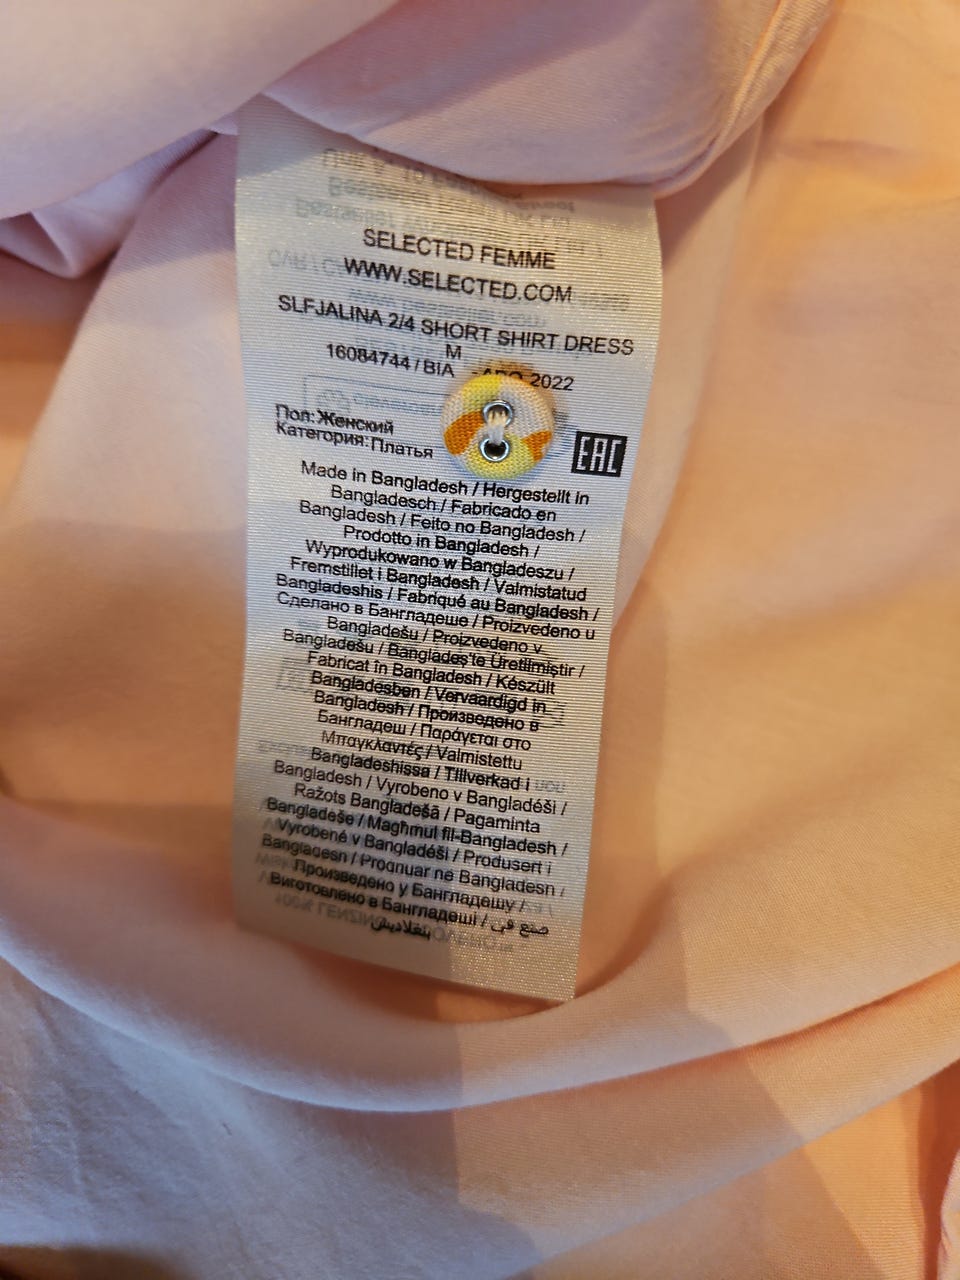 SELECTED FEMME
WWW.SELECTED.COM
SLFJALINA 2/4 SHORT SHIRT DRESS
M
16084744 / BIA 2022
Пол:Женский
Категория:Платья
EAC
Made in Bangladesh / Hergestellt in
Bangladesch / Fabricado en
Bangladesh / Feito no Bangladesh /
Prodotto in Bangladesh /
Wyprodukowano w Bangladeszu /
Fremstillet i Bangladesh / Valmistatud
Bangladeshis / Fabriqué au Bangladesh /
Сделано в Бангладеше / Proizvedeno u
Bangladešu / Proizvedeno v
Bangladešu / Bangladeş'te Üretilmiştir /
Fabricat în Bangladesh / Készült
Bangladesben / Vervaardigd in
Bangladesh / Произведено в
Бангладеш / Παράγεται στο
Μπαγκλαντές / Valmistettu
Bangladeshissa / Tillverkad i
Bangladesh / Vyrobeno v Bangladéši /
Ražots Bangladešā / Pagaminta
Bangladeše / Magħmul fil-Bangladesh /
Vyrobené v Bangladéši / Produsert i
Bangladesh / Prodhuar në Bangladesh /
Произведено у Бангладешу /
Виготовлено в Бангладеші / صنع في
بنغلاديش
100% LENZING